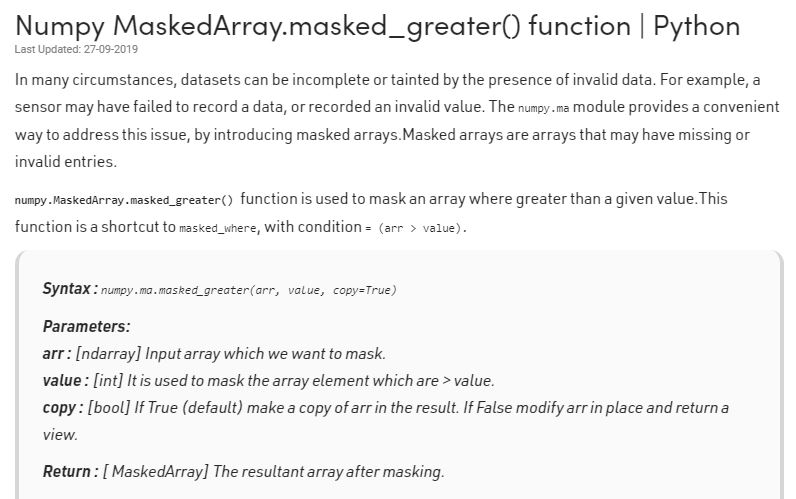 Numpy MaskedArray.masked_greater() function | Python
Last Updated: 27-09-2019
In many circumstances, datasets can be incomplete or tainted by the presence of invalid data. For example, a
sensor may have failed to record a data, or recorded an invalid value. The numpy.ma module provides a convenient
way to address this issue, by introducing masked arrays.Masked arrays are arrays that may have missing or
invalid entries.
numpy.MaskedArray.masked_greater() function is used to mask an array where greater than a given value.This
function is a shortcut to masked_where, with condition = (arr > value).
Syntax : numpy.ma.masked_greater(arr, value, copy=True)
Parameters:
arr : [ndarray] Input array which we want to mask.
value : [int] It is used to mask the array element which are > value.
copy : [bool] If True (default) make a copy of arr in the result. If False modify arr in place and return a
view.
Return : [ MaskedArray] The resultant array after masking.